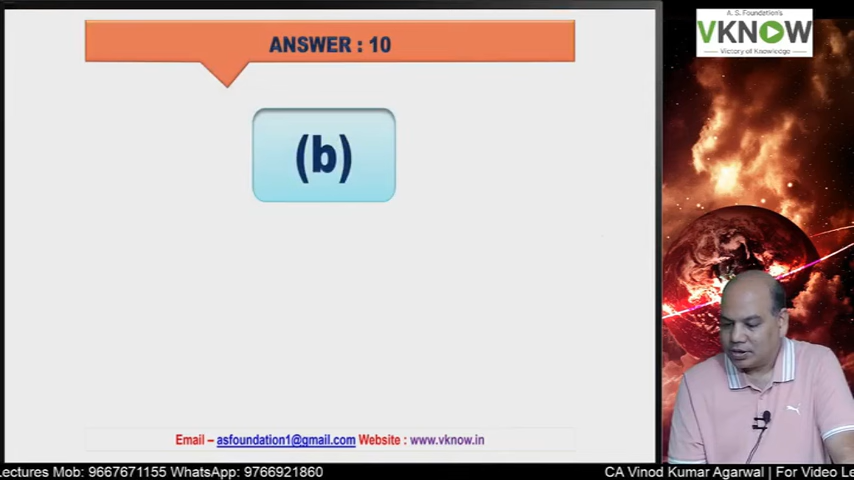 A. S. Foundation's
VKNOW
Victory of Knowledge
ANSWER : 10
(b)
Email – asfoundation1@gmail.com Website : www.vknow.in
Lectures Mob: 9667671155 WhatsApp: 9766921860
CA Vinod Kumar Agarwal | For Video Le